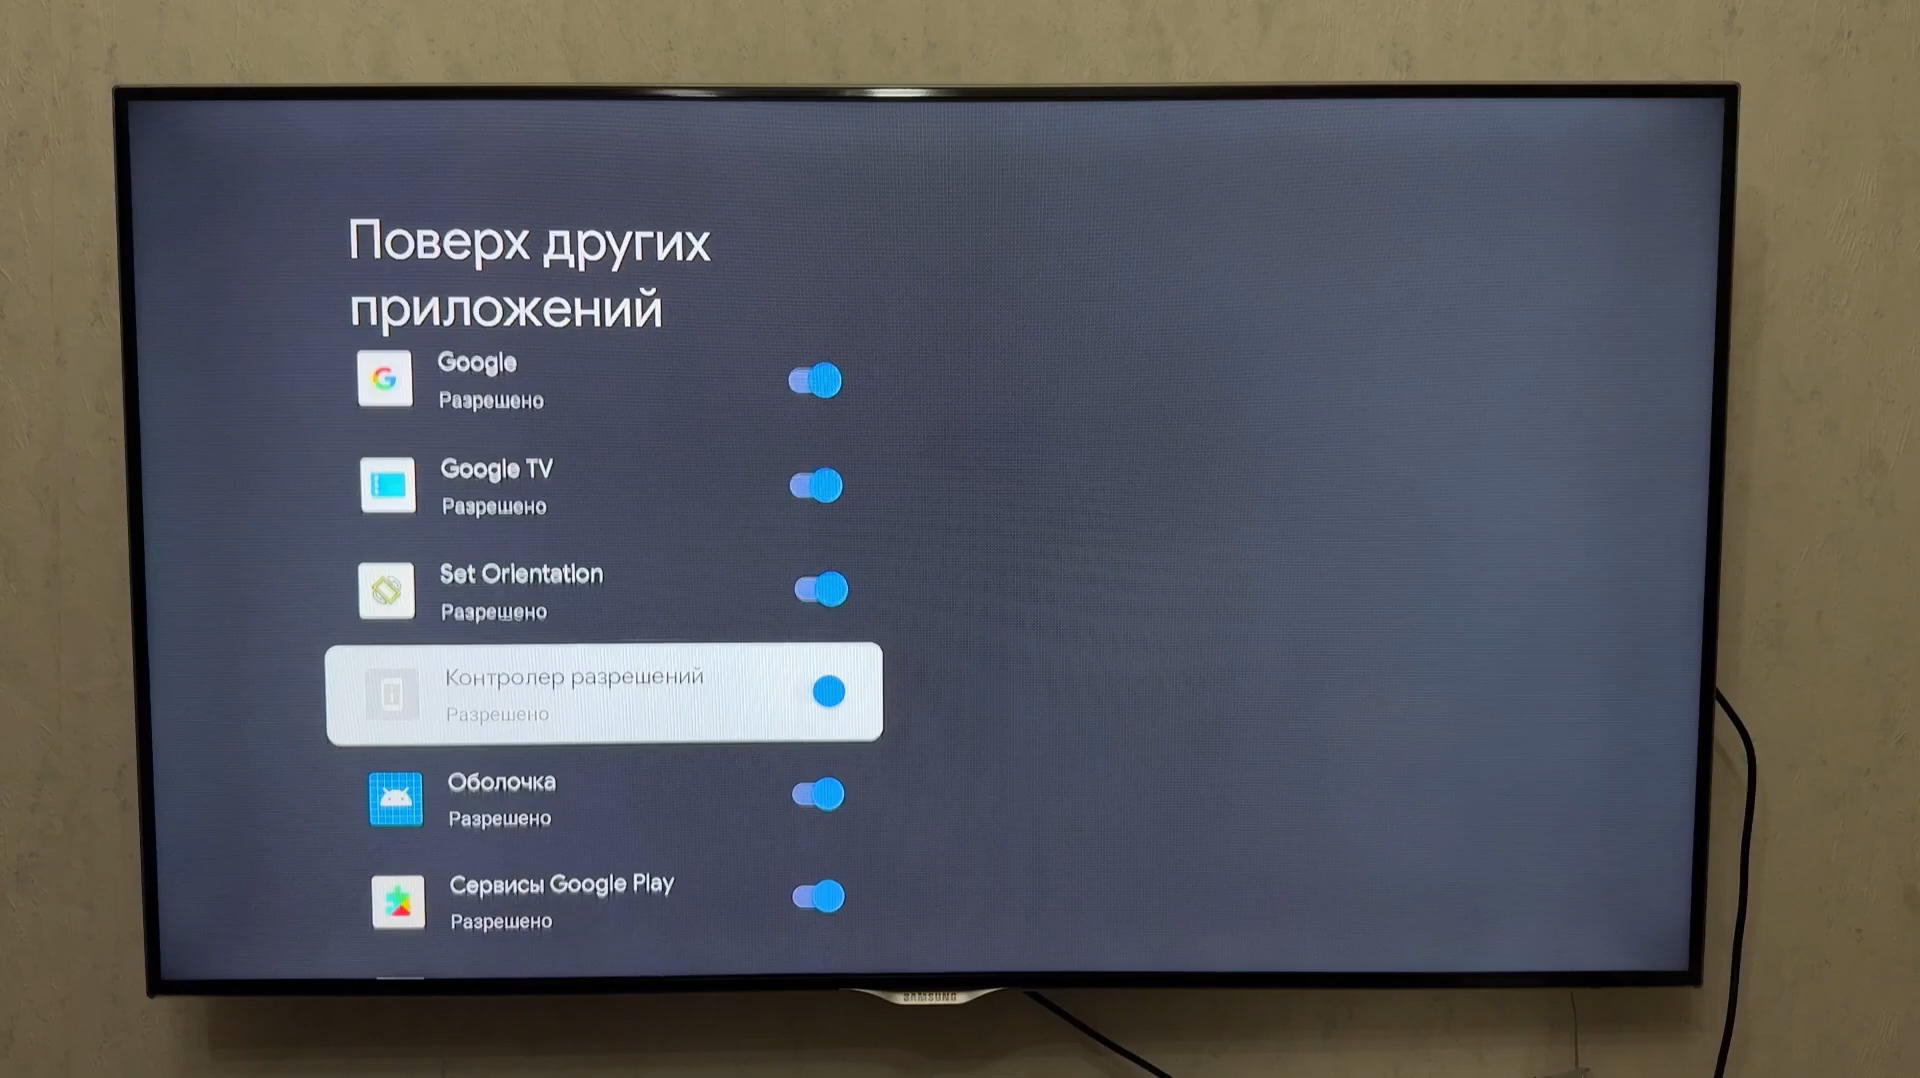 Поверх других
приложений
Google
Разрешено
Google TV
Разрешено
Set Orientation
Разрешено
Контролер разрешений
Разрешено
Оболочка
Разрешено
Сервисы Google Play
Разрешено
SAMSUNG